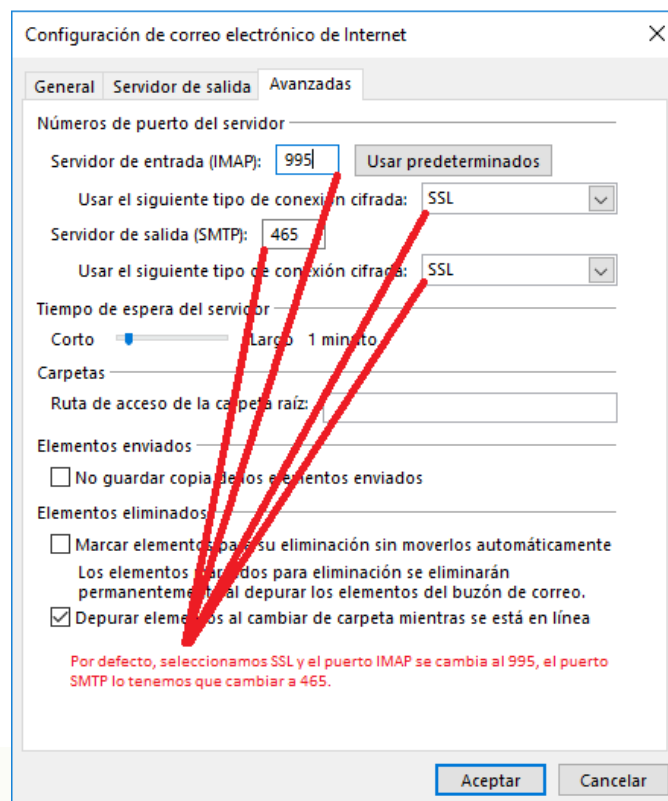 Configuración de correo electrónico de Internet
General Servidor de salida Avanzadas
Números de puerto del servidor
Servidor de entrada (IMAP): 995 Usar predeterminados
Usar el siguiente tipo de conexión cifrada: SSL
Servidor de salida (SMTP): 465
Usar el siguiente tipo de conexión cifrada: SSL
Tiempo de espera del servidor
Corto Largo 1 minuto
Carpetas
Ruta de acceso de la carpeta raíz:
Elementos enviados
No guardar copia de los elementos enviados
Elementos eliminados
Marcar elementos para su eliminación sin moverlos automáticamente
Los elementos marcados para eliminación se eliminarán
permanentemente al depurar los elementos del buzón de correo.
Depurar elementos al cambiar de carpeta mientras se está en línea
Por defecto, seleccionamos SSL y el puerto IMAP se cambia al 995, el puerto
SMTP lo tenemos que cambiar a 465.
Aceptar Cancelar